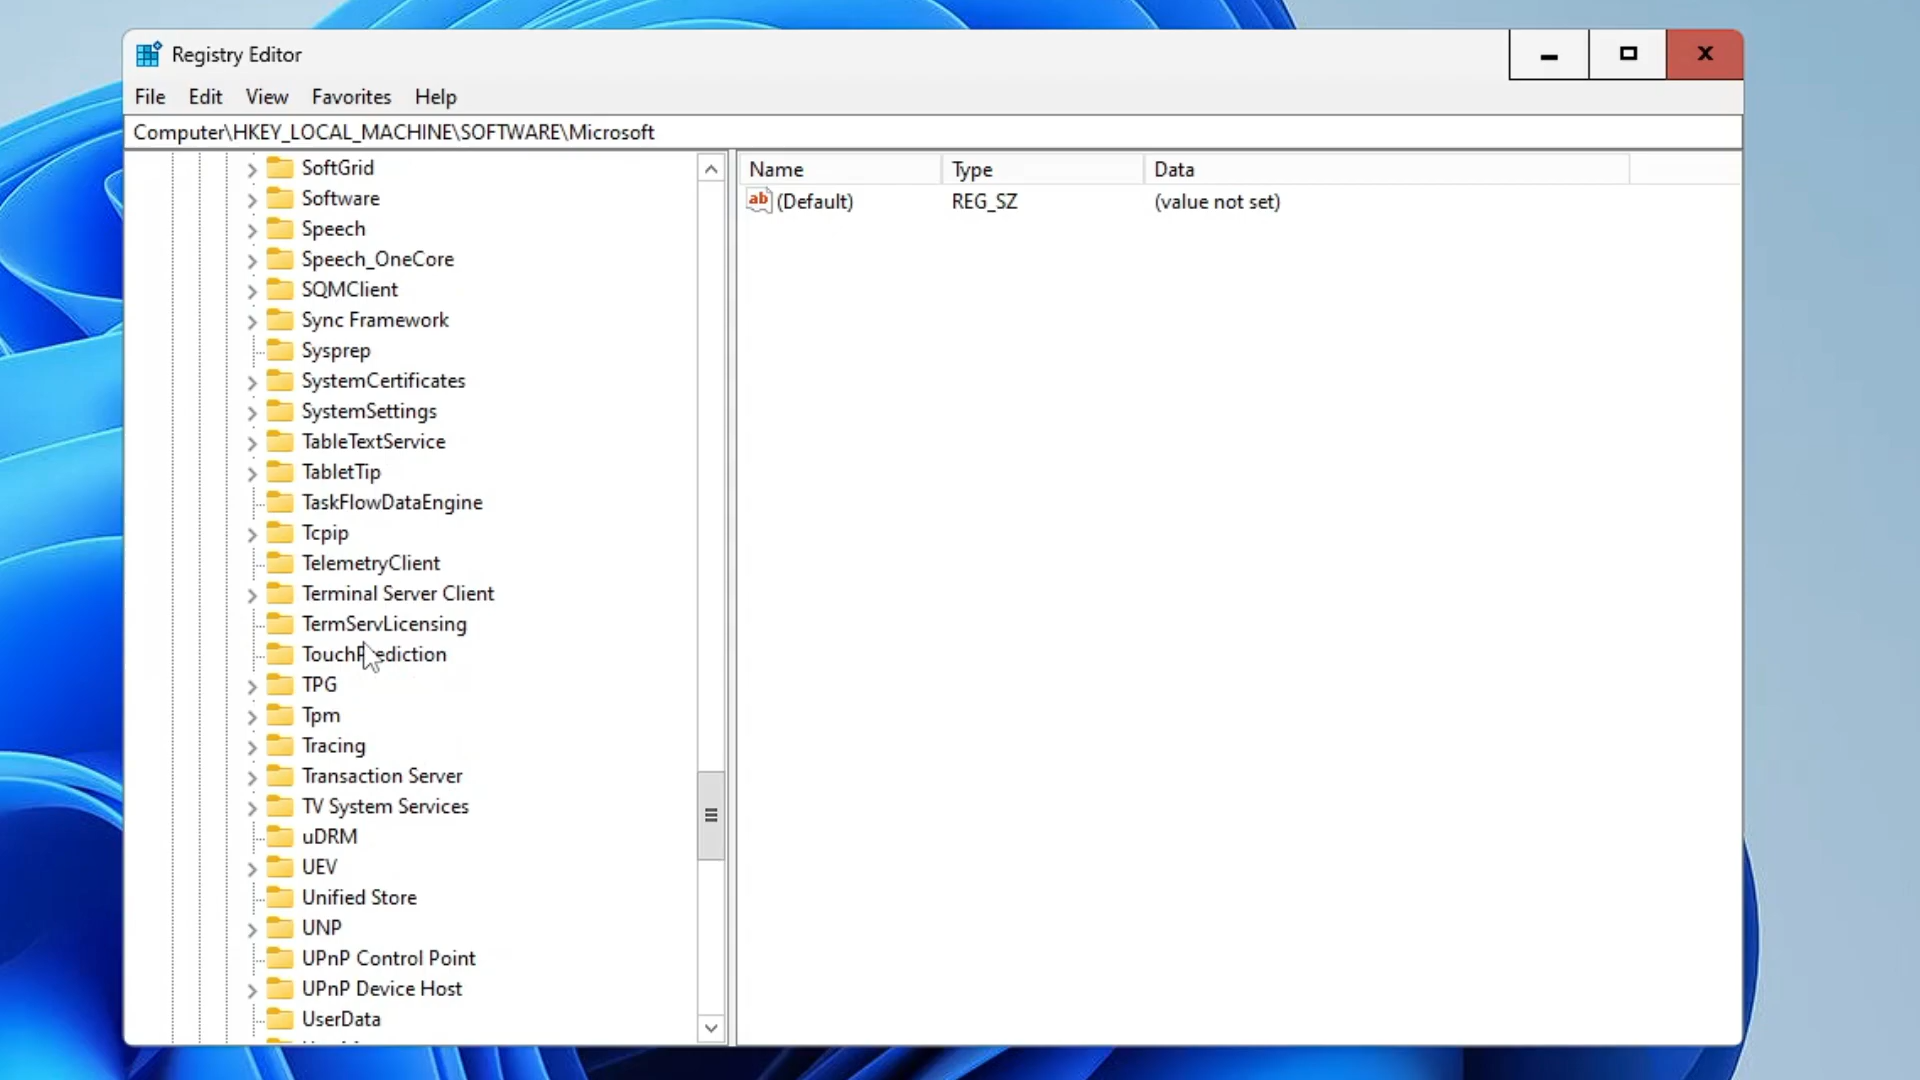 Registry Editor
File Edit View Favorites Help
Computer\HKEY_LOCAL_MACHINE\SOFTWARE\Microsoft
SoftGrid
Software
Speech
Speech_OneCore
SQMClient
Sync Framework
Sysprep
SystemCertificates
SystemSettings
TableTextService
TabletTip
TaskFlowDataEngine
Tcpip
TelemetryClient
Terminal Server Client
TermServLicensing
TouchPrediction
TPG
Tpm
Tracing
Transaction Server
TV System Services
uDRM
UEV
Unified Store
UNP
UPnP Control Point
UPnP Device Host
UserData
Name Type Data
ab (Default) REG_SZ (value not set)